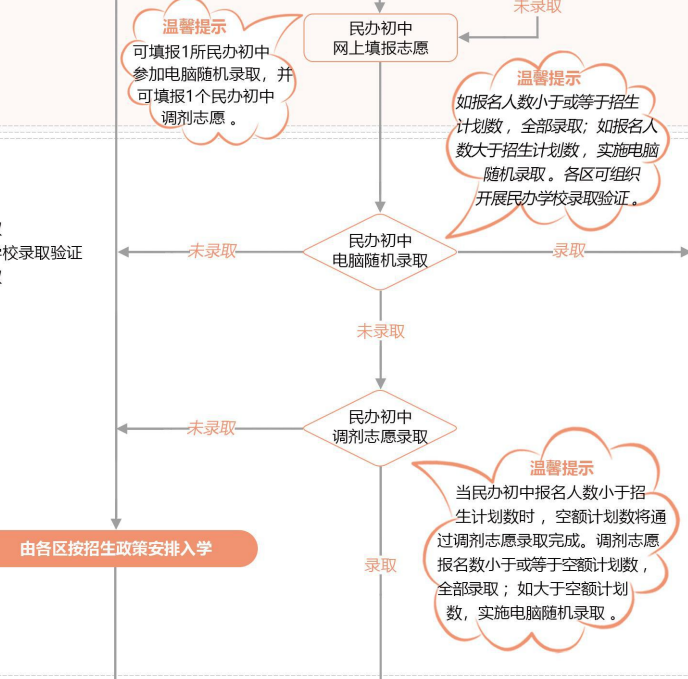 未录取
温馨提示
可填报1所民办初中
参加电脑随机录取，并
可填报1个民办初中
调剂志愿 。
民办初中
网上填报志愿
温馨提示
如报名人数小于或等于招生
计划数 ，全部录取；如报名人
数大于招生计划数 ，实施电脑
随机录取 。各区可组织
开展民办学校录取验证 。
校录取验证
未录取
民办初中
电脑随机录取
录取
未录取
未录取
民办初中
调剂志愿录取
温馨提示
当民办初中报名人数小于招
生计划数时 ，空额计划数将通
过调剂志愿录取完成。调剂志愿
报名数小于或等于空额计划数 ，
全部录取 ；如大于空额计划
数，实施电脑随机录取 。
由各区按招生政策安排入学
录取